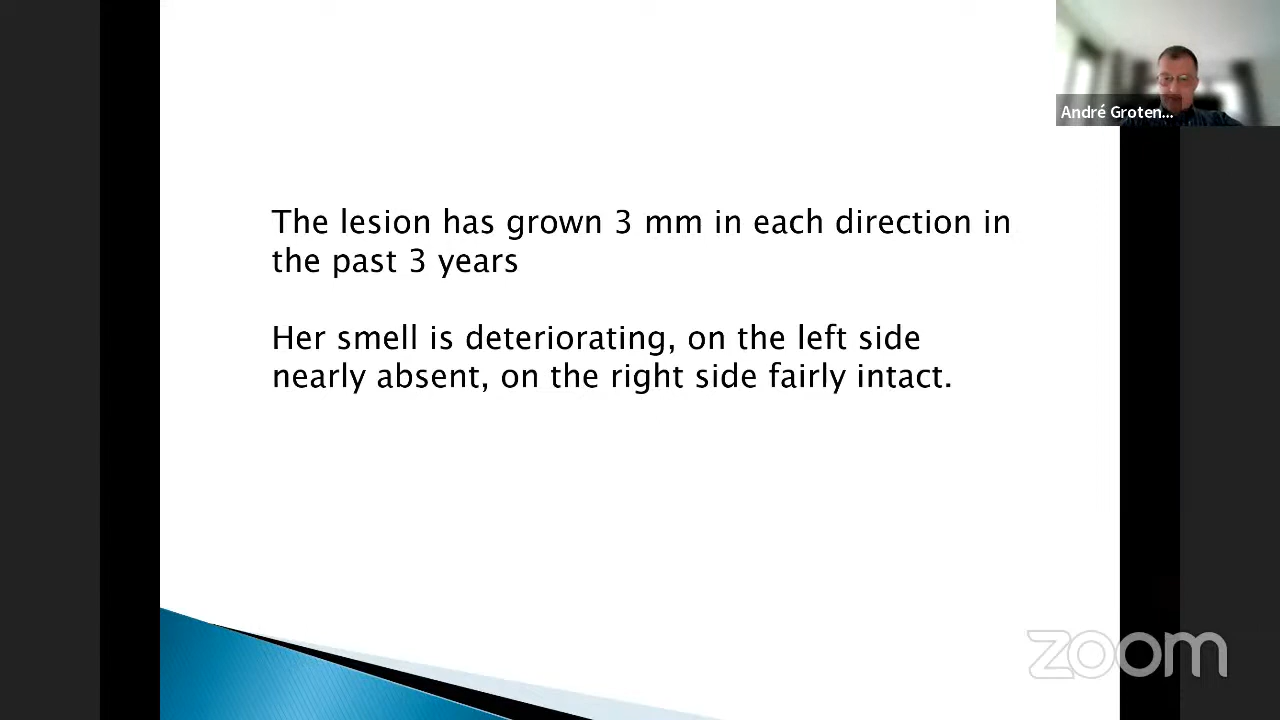 André Groten...
The lesion has grown 3 mm in each direction in
the past 3 years
Her smell is deteriorating, on the left side
nearly absent, on the right side fairly intact.
zoom